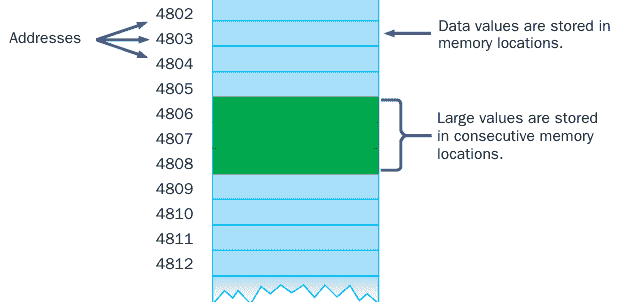 4802
Addresses
4803
4804
4805
4806
4807
4808
4809
4810
4811
4812
Data values are stored in
memory locations.
Large values are stored
in consecutive memory
locations.